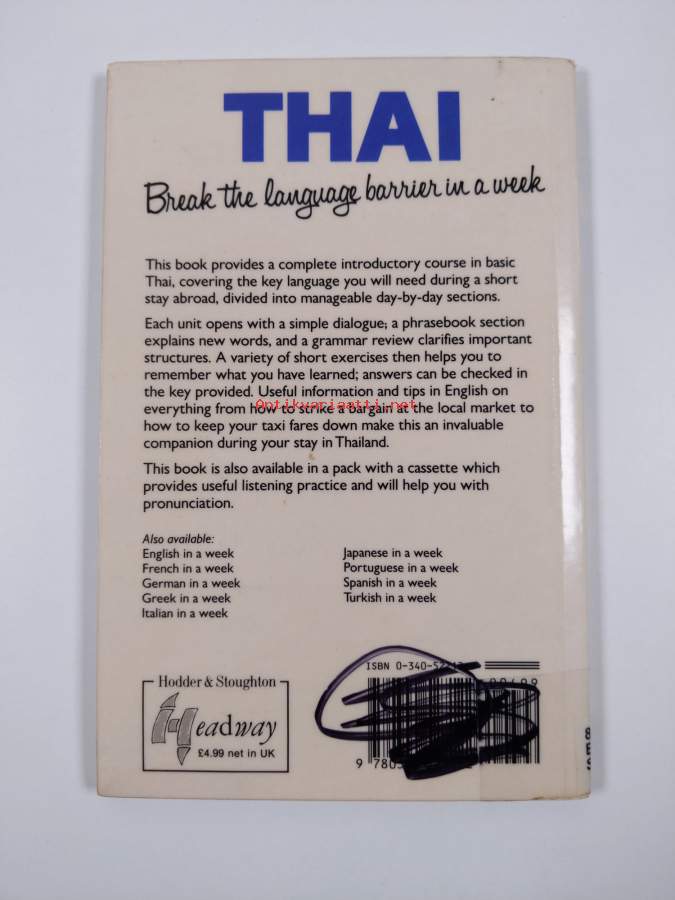 THAI
Break the language barrier in a week
This book provides a complete introductory course in basic
Thai, covering the key language you will need during a short
stay abroad, divided into manageable day-by-day sections.
Each unit opens with a simple dialogue; a phrasebook section
explains new words, and a grammar review clarifies important
structures. A variety of short exercises then helps you to
remember what you have learned; answers can be checked in
the key provided. Useful information and tips in English on
everything from how to strike a bargain at the local market to
Antikvariaatti.net
how to keep your taxi fares down make this an invaluable
companion during your stay in Thailand.
This book is also available in a pack with a cassette which
provides useful listening practice and will help you with
pronunciation.
Also available:
English in a week
French in a week
German in a week
Greek in a week
Italian in a week
Japanese in a week
Portuguese in a week
Spanish in a week
Turkish in a week
Hodder & Stoughton
Headway
£4.99 net in UK
ISBN 0-340-